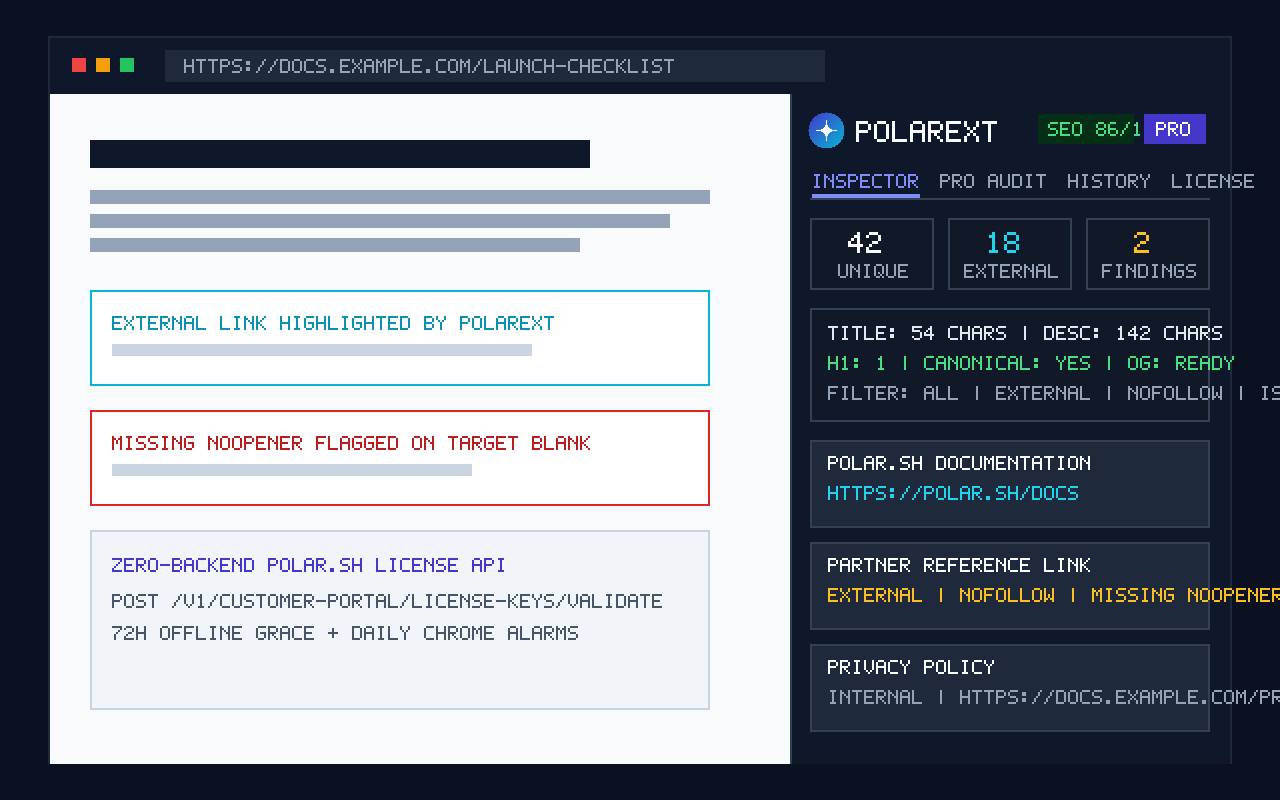 HTTPS://DOCS.EXAMPLE.COM/LAUNCH-CHECKLIST
POLAREXT
SEO 86/1
PRO
INSPECTOR PRO AUDIT HISTORY LICENSE
42
UNIQUE
18
EXTERNAL
2
FINDINGS
TITLE: 54 CHARS | DESC: 142 CHARS
H1: 1 | CANONICAL: YES | OG: READY
FILTER: ALL | EXTERNAL | NOFOLLOW | IS
POLAR.SH DOCUMENTATION
HTTPS://POLAR.SH/DOCS
PARTNER REFERENCE LINK
EXTERNAL | NOFOLLOW | MISSING NOOPENER
PRIVACY POLICY
INTERNAL | HTTPS://DOCS.EXAMPLE.COM/PR
EXTERNAL LINK HIGHLIGHTED BY POLAREXT
MISSING NOOPENER FLAGGED ON TARGET BLANK
ZERO-BACKEND POLAR.SH LICENSE API
POST /V1/CUSTOMER-PORTAL/LICENSE-KEYS/VALIDATE
72H OFFLINE GRACE + DAILY CHROME ALARMS